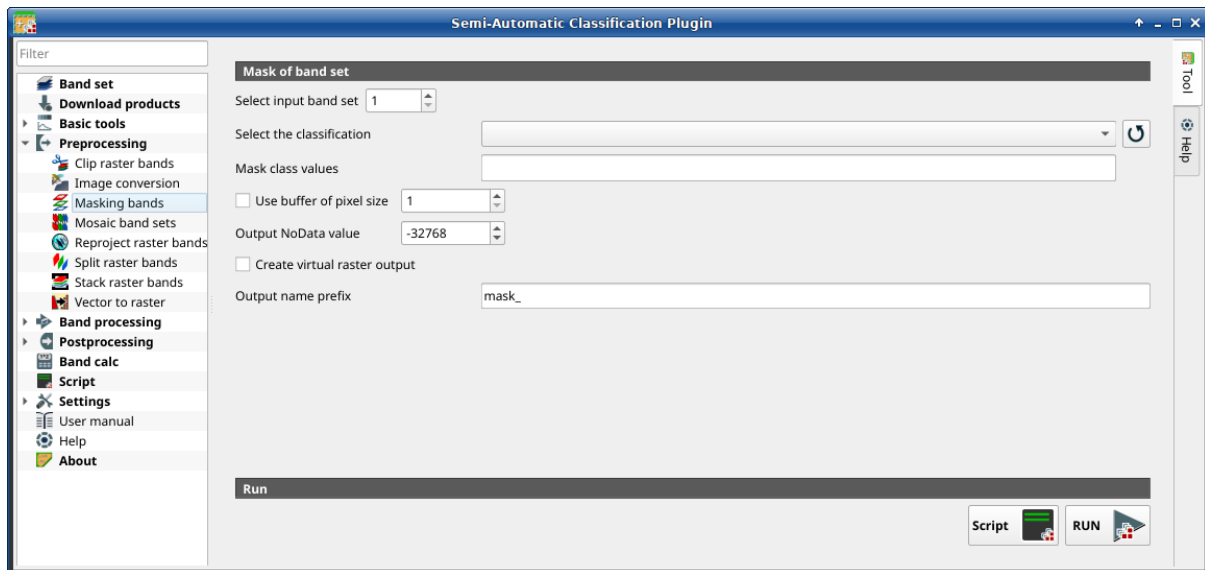 Semi-Automatic Classification Plugin
Filter
Band set
Download products
Basic tools
Preprocessing
Clip raster bands
Image conversion
Masking bands
Mosaic band sets
Reproject raster bands
Split raster bands
Stack raster bands
Vector to raster
Band processing
Postprocessing
Band calc
Script
Settings
User manual
Help
About
Mask of band set
Select input band set 1
Select the classification
Mask class values
Use buffer of pixel size 1
Output NoData value -32768
Create virtual raster output
Output name prefix mask_
Run
Script RUN
Tool
Help